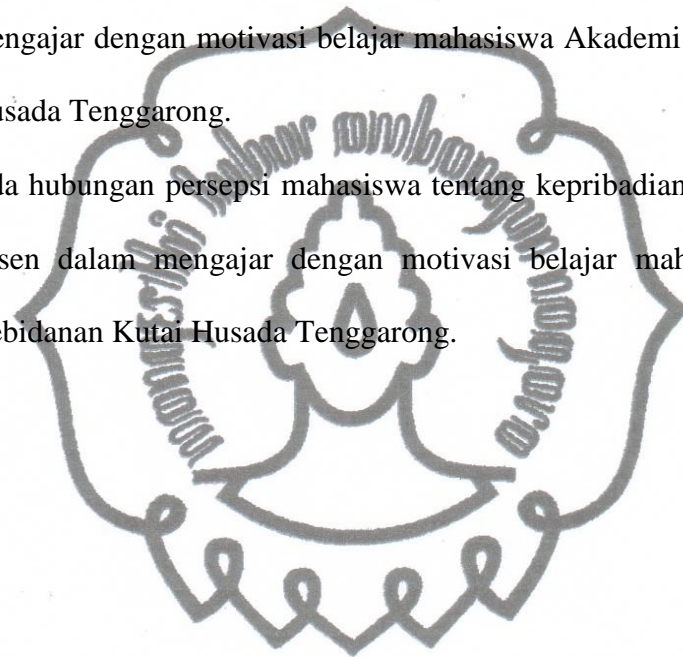 engajar dengan motivasi belajar mahasiswa Akademi
usada Tenggarong.
da hubungan persepsi mahasiswa tentang kepribadian
sen dalam mengajar dengan motivasi belajar mah
ebidanan Kutai Husada Tenggarong.